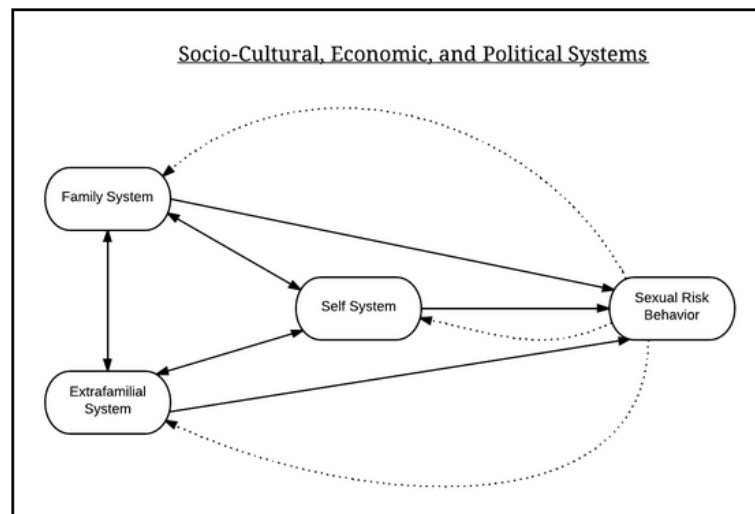 Socio-Cultural, Economic, and Political Systems
Family System
Self System
Sexual Risk
Behavior
Extrafamilial
System